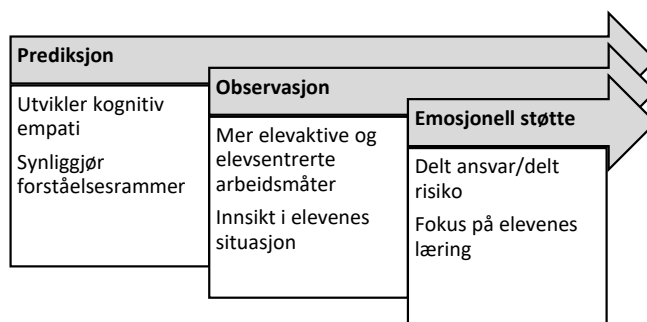 Prediksjon
Utvikler kognitiv
empati
Synliggjør
forståelsesrammer
Observasjon
Mer elevaktive og
elevsentrerte
arbeidsmåter
Innsikt i elevenes
situasjon
Emosjonell støtte
Delt ansvar/delt
risiko
Fokus på elevenes
læring